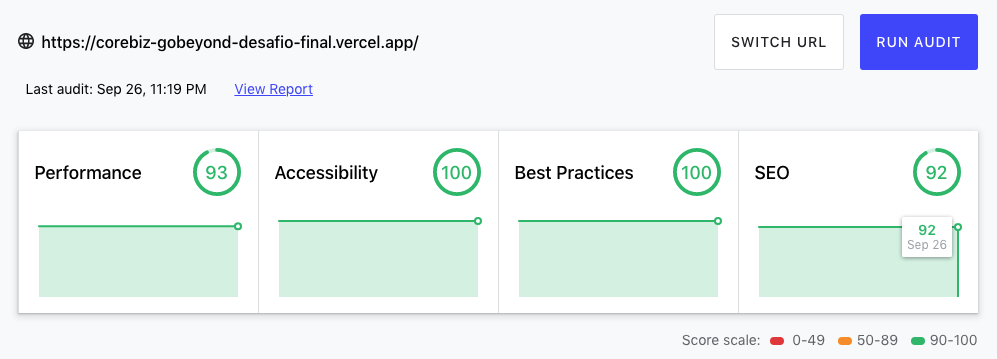 https://corebiz-gobeyond-desafio-final.vercel.app/
SWITCH URL
RUN AUDIT
Last audit: Sep 26, 11:19 PM
View Report
Performance
93
Accessibility
100
Best Practices
100
SEO
92
92
Sep 26
Score scale: 0-49 50-89 90-100